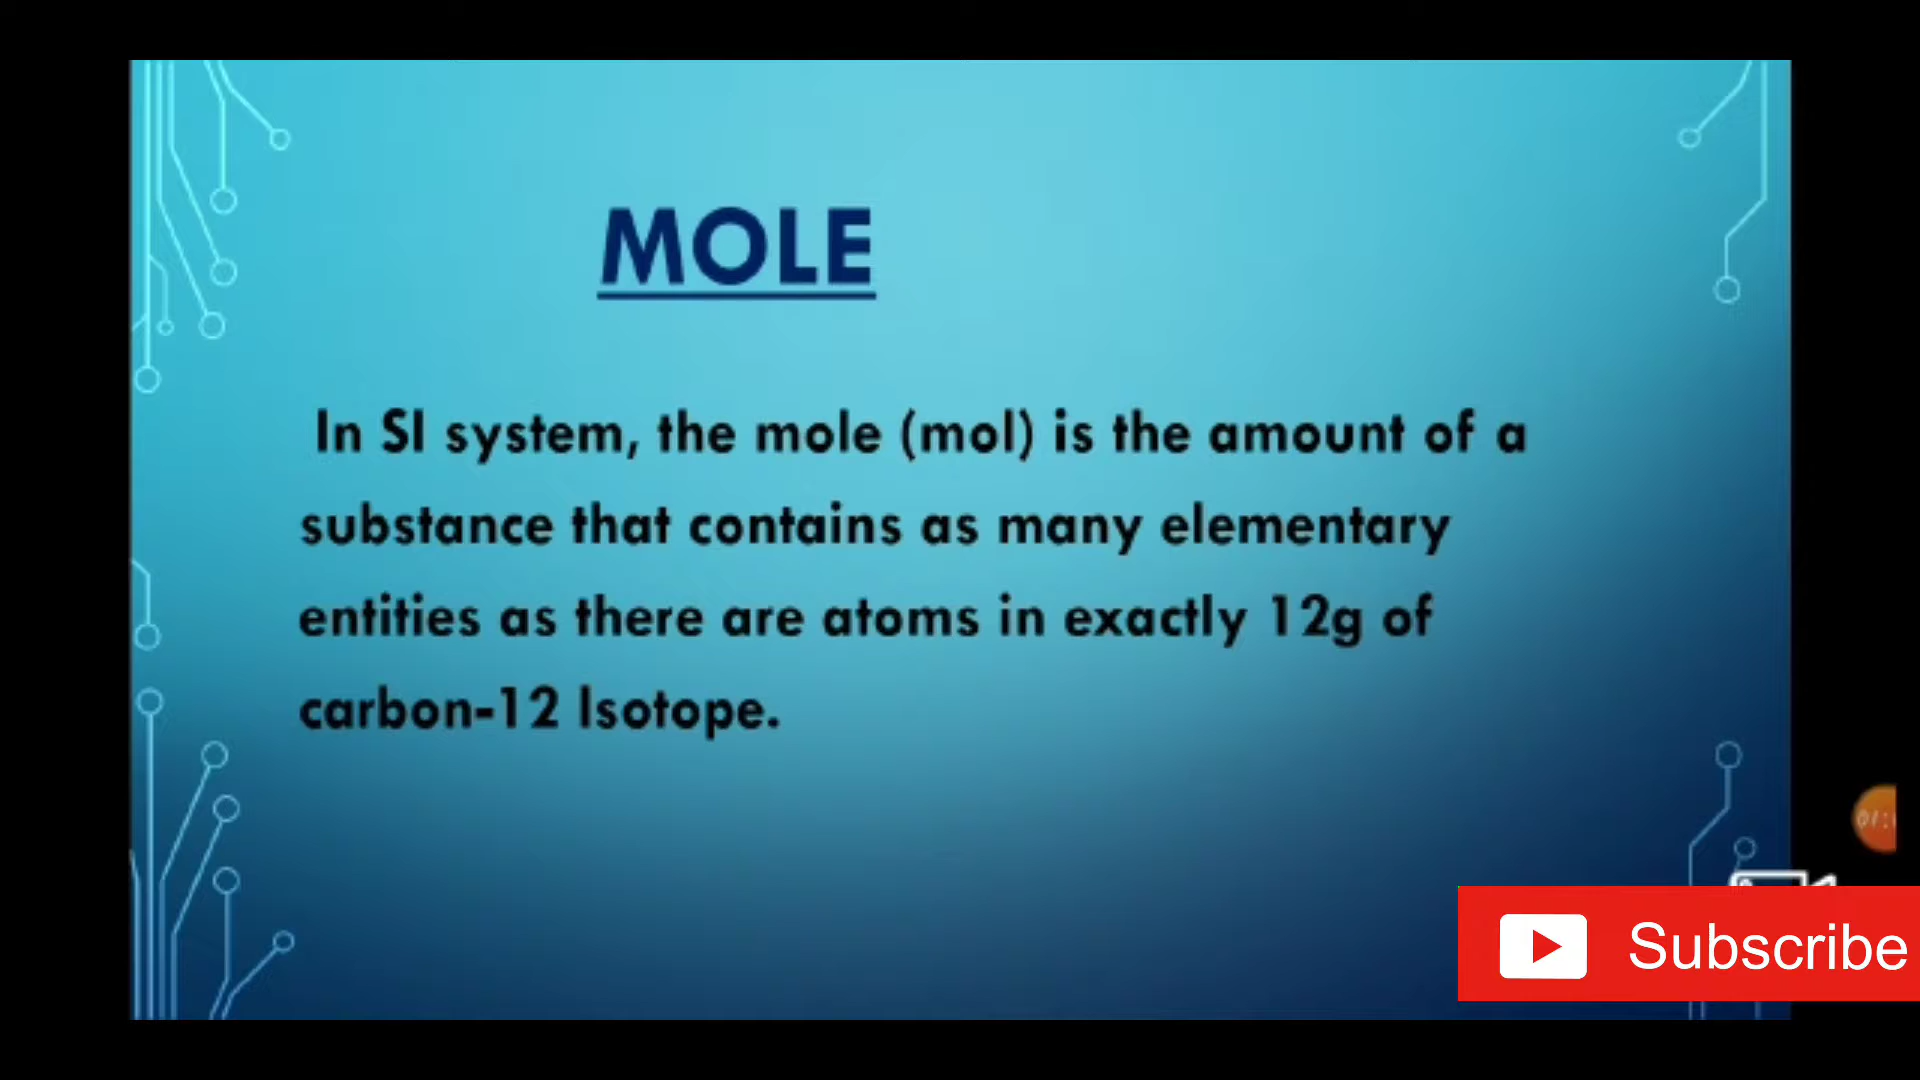 MOLE
In SI system, the mole (mol) is the amount of a
substance that contains as many elementary
entities as there are atoms in exactly 12g of
carbon-12 Isotope.
Subscribe